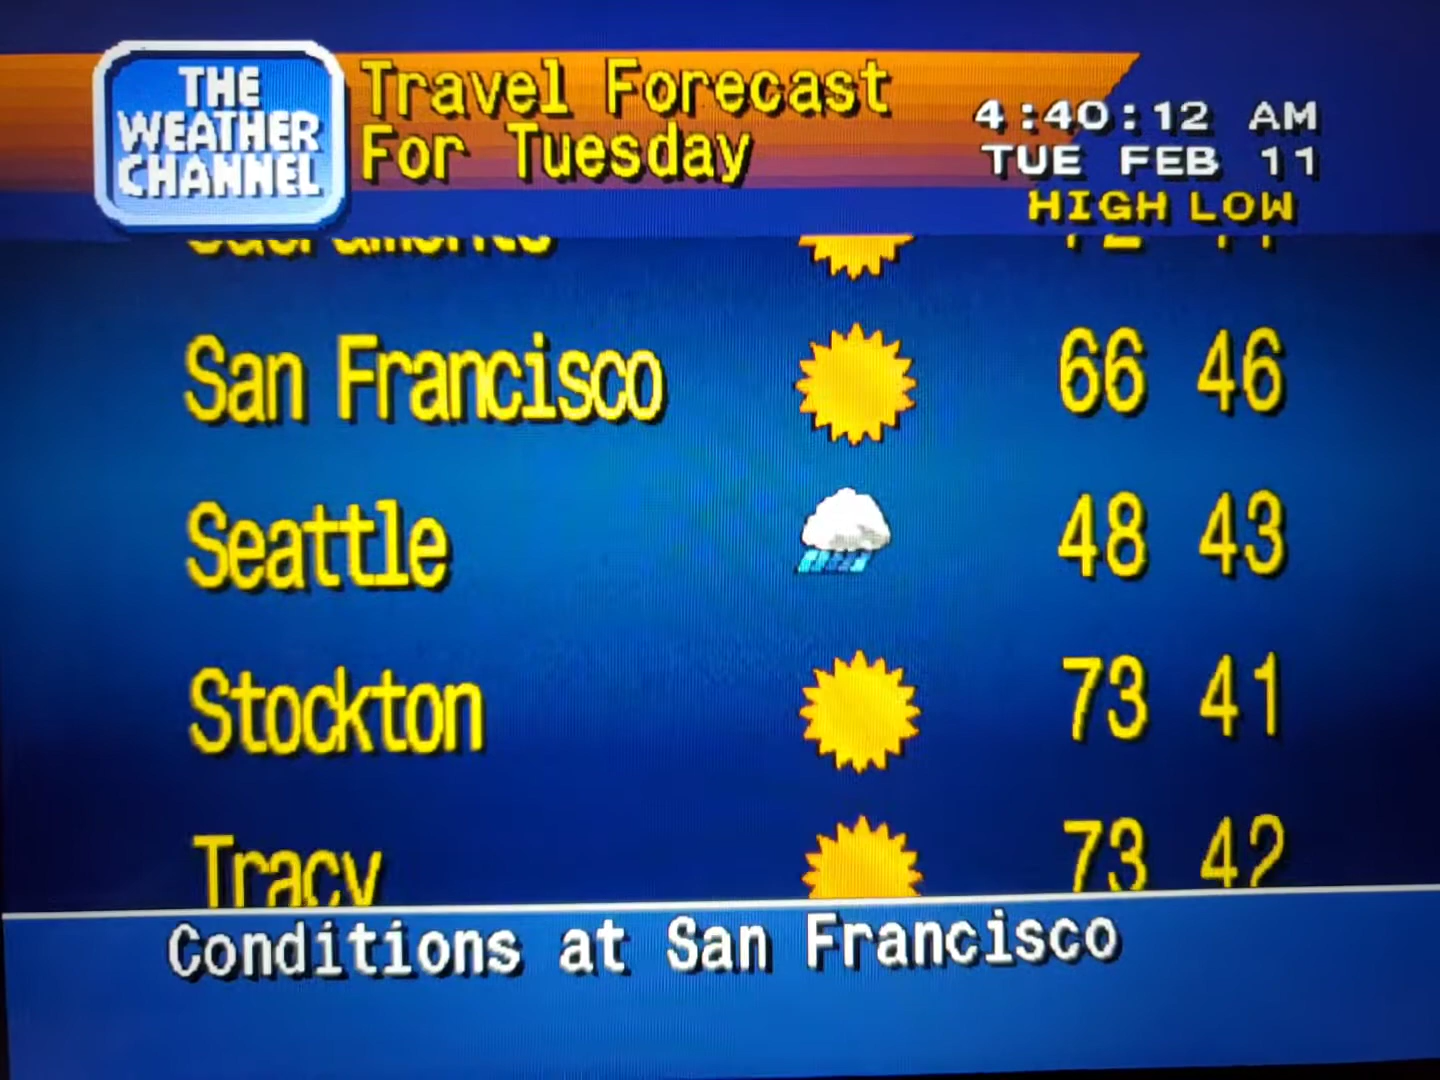 THE
WEATHER
CHANNEL
Travel Forecast
For Tuesday
4:40:12 AM
TUE FEB 11
HIGH LOW
Sacramento
San Francisco 66 46
Seattle 48 43
Stockton 73 41
Tracy 73 42
Conditions at San Francisco